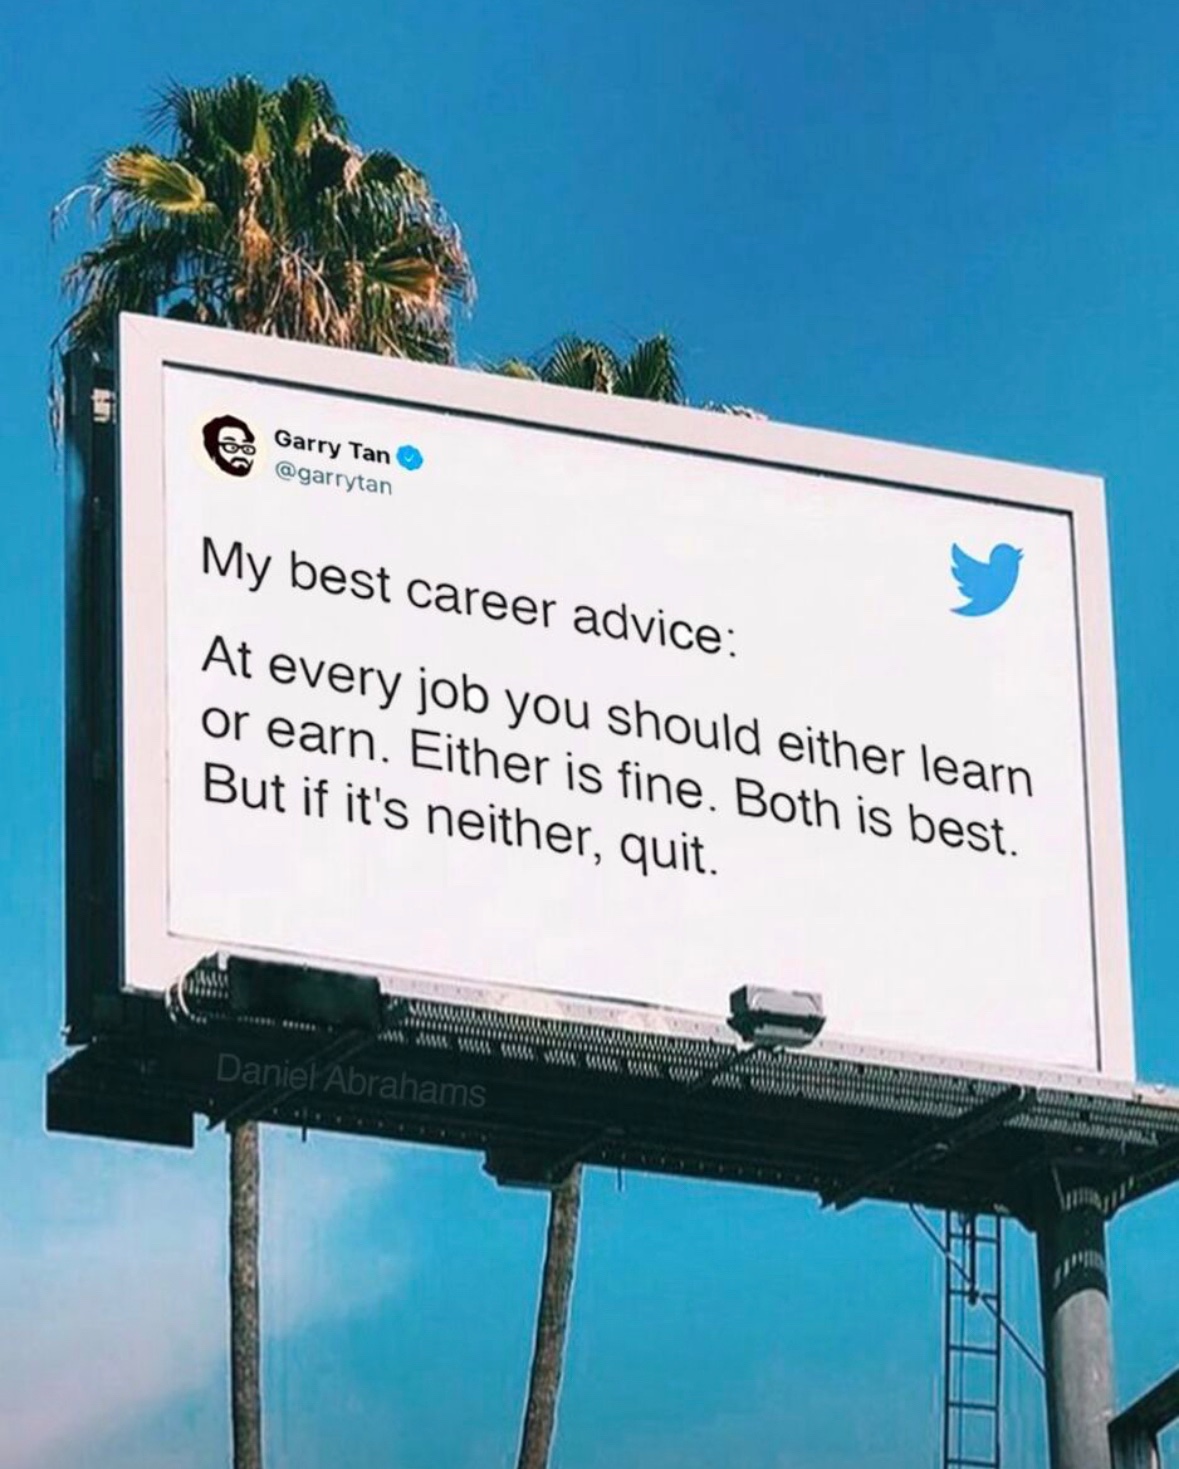 Garry Tan
@garrytan
My best career advice:
At every job you should either learn
or earn. Either is fine. Both is best.
But if it's neither, quit.
Daniel Abrahams